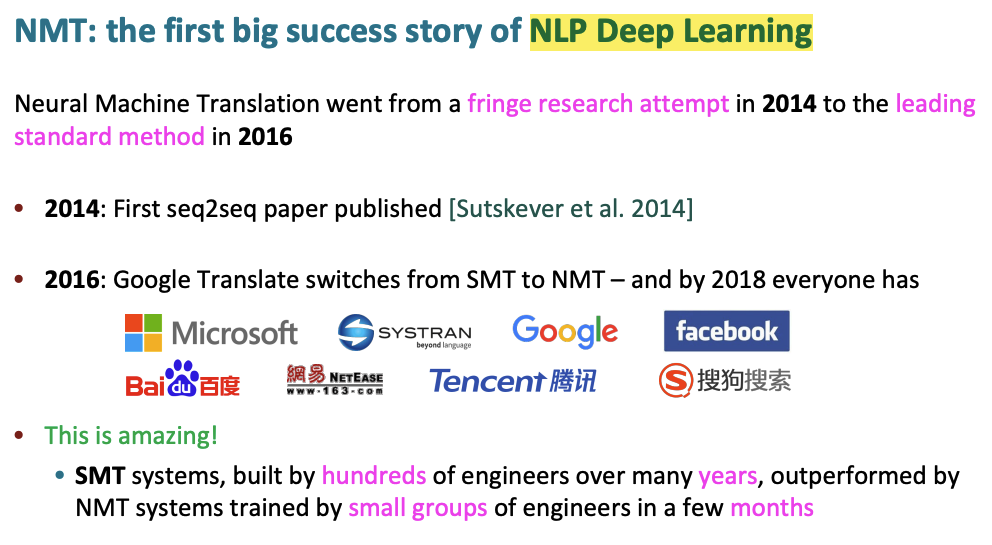 NMT: the first big success story of NLP Deep Learning
Neural Machine Translation went from a fringe research attempt in 2014 to the leading
standard method in 2016
• 2014: First seq2seq paper published [Sutskever et al. 2014]
• 2016: Google Translate switches from SMT to NMT – and by 2018 everyone has
Microsoft SYSTRAN Google facebook
beyond language
Bai du 百度 網易 NETEASE Tencent 腾讯 S 搜狗搜索
www.163.com
• This is amazing!
• SMT systems, built by hundreds of engineers over many years, outperformed by
NMT systems trained by small groups of engineers in a few months